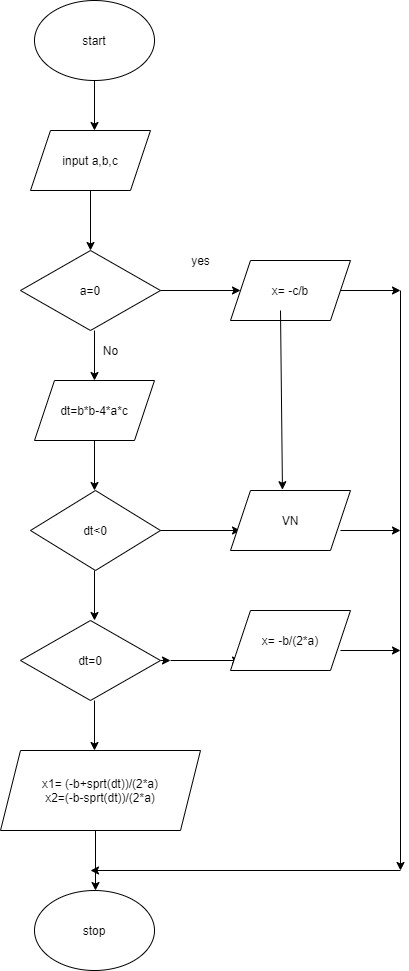 start
input a,b,c
a=0
yes
x= -c/b
No
dt=b*b-4*a*c
dt<0
VN
dt=0
x= -b/(2*a)
x1= (-b+sprt(dt))/(2*a)
x2=(-b-sprt(dt))/(2*a)
stop